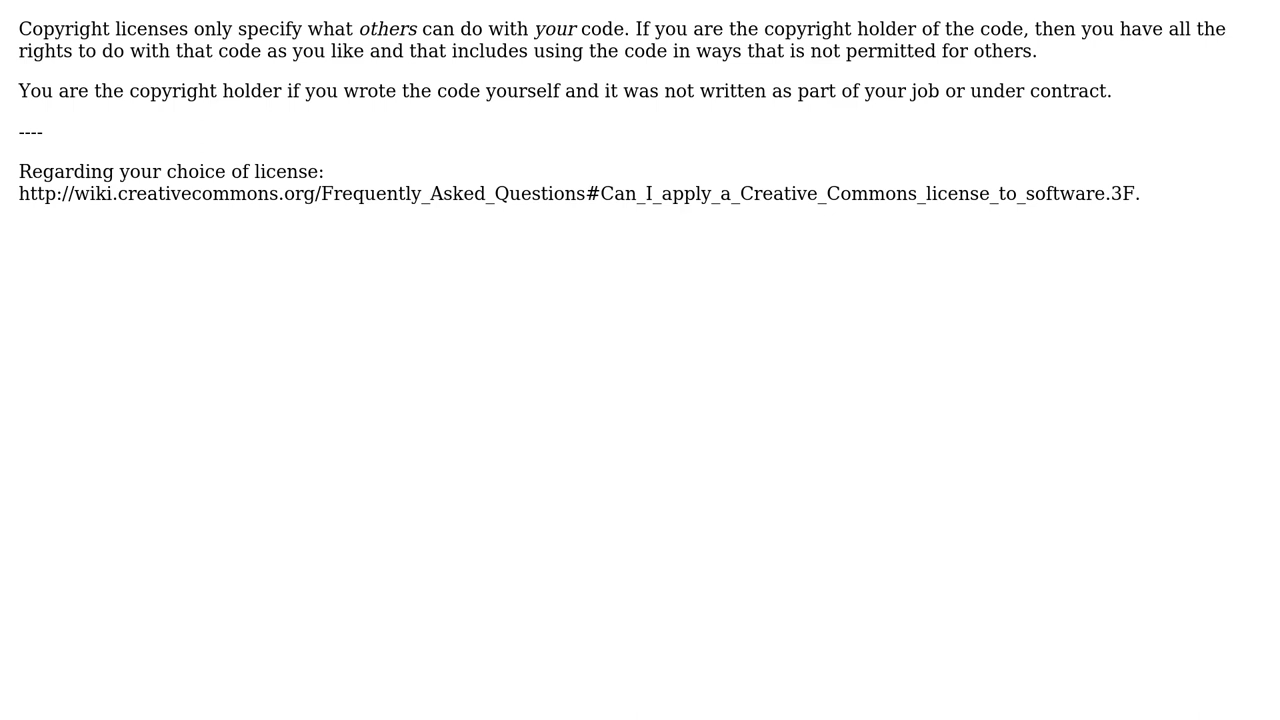 Copyright licenses only specify what others can do with your code. If you are the copyright holder of the code, then you have all the
rights to do with that code as you like and that includes using the code in ways that is not permitted for others.
You are the copyright holder if you wrote the code yourself and it was not written as part of your job or under contract.
----
Regarding your choice of license:
http://wiki.creativecommons.org/Frequently_Asked_Questions#Can_I_apply_a_Creative_Commons_license_to_software.3F.